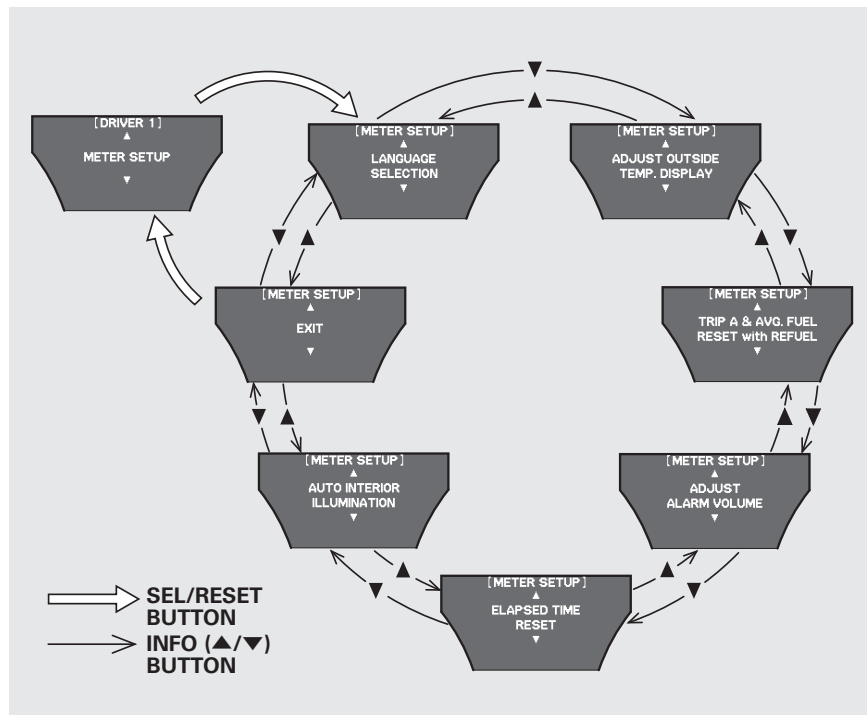 [DRIVER 1]
▲
METER SETUP
▼
[METER SETUP]
▲
LANGUAGE
SELECTION
▼
[METER SETUP]
▲
ADJUST OUTSIDE
TEMP. DISPLAY
▼
[METER SETUP]
▲
EXIT
▼
[METER SETUP]
▲
TRIP A & AVG. FUEL
RESET with REFUEL
▼
[METER SETUP]
▲
AUTO INTERIOR
ILLUMINATION
▼
[METER SETUP]
▲
ADJUST
ALARM VOLUME
▼
[METER SETUP]
▲
ELAPSED TIME
RESET
▼
SEL/RESET
BUTTON
INFO (▲/▼)
BUTTON